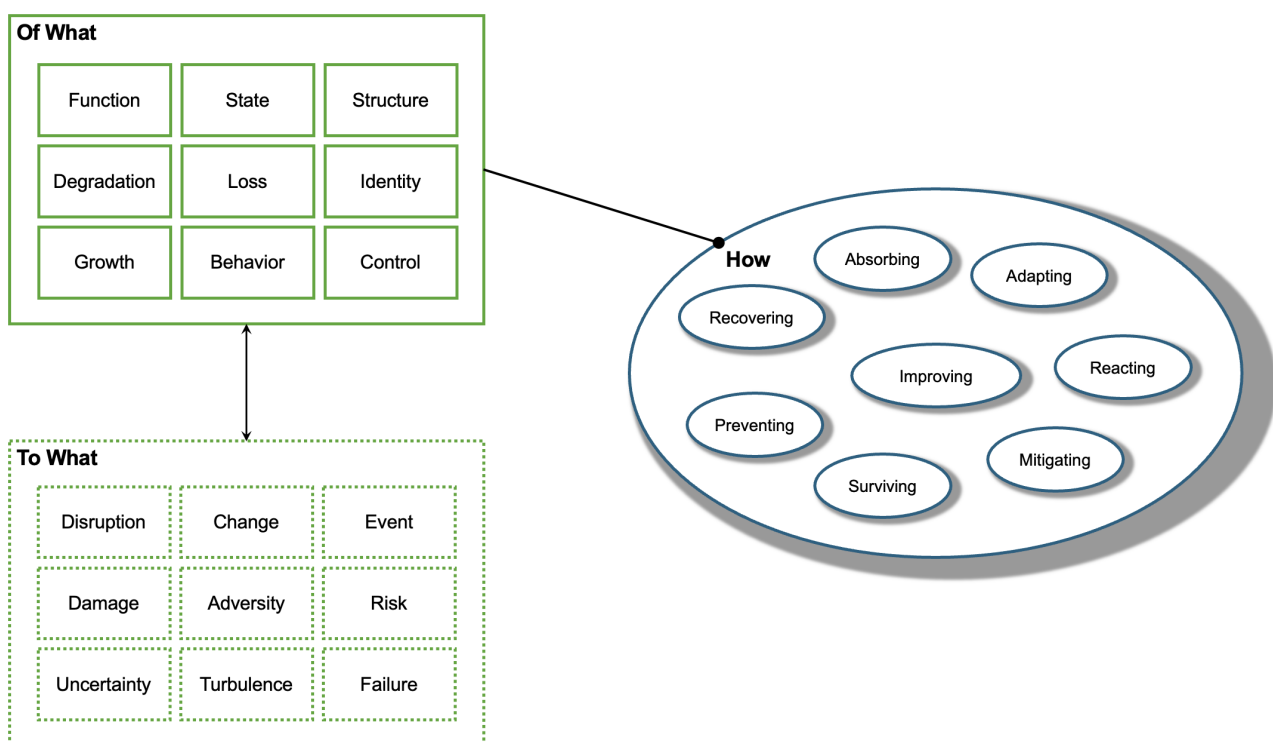 Of What
Function
State
Structure
Degradation
Loss
Identity
Growth
Behavior
Control
How
Absorbing
Adapting
Recovering
Improving
Reacting
Preventing
Mitigating
Surviving
To What
Disruption
Change
Event
Damage
Adversity
Risk
Uncertainty
Turbulence
Failure